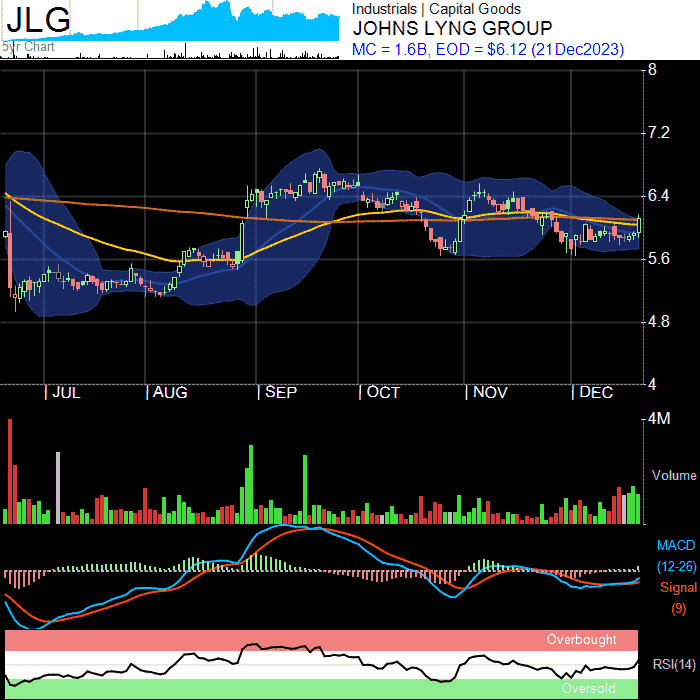 JLG
5yr Chart
Industrials | Capital Goods
JOHNS LYNG GROUP
MC = 1.6B, EOD = $6.12 (21Dec2023)
8
7.2
6.4
5.6
4.8
4
JUL AUG SEP OCT NOV DEC
4M
Volume
MACD
(12-26)
Signal
(9)
Overbought
RSI(14)
Oversold